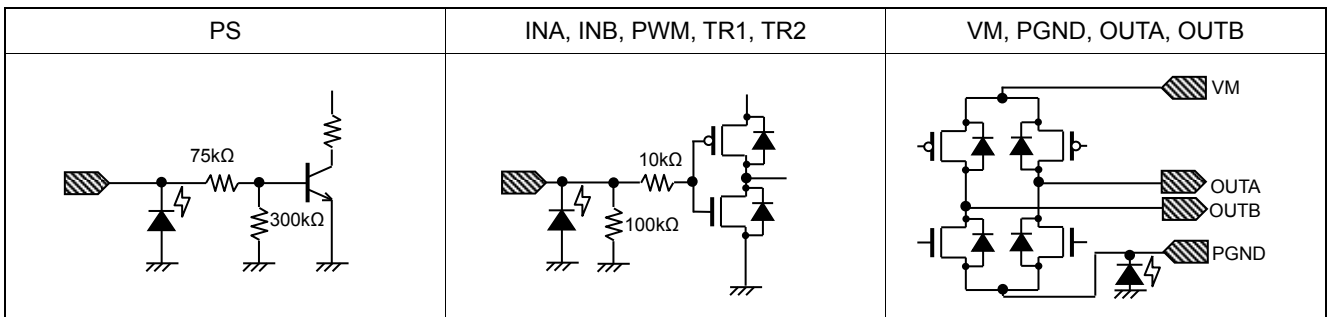 PS
INA, INB, PWM, TR1, TR2
VM, PGND, OUTA, OUTB
75kΩ
300kΩ
10kΩ
100kΩ
VM
OUTA
OUTB
PGND